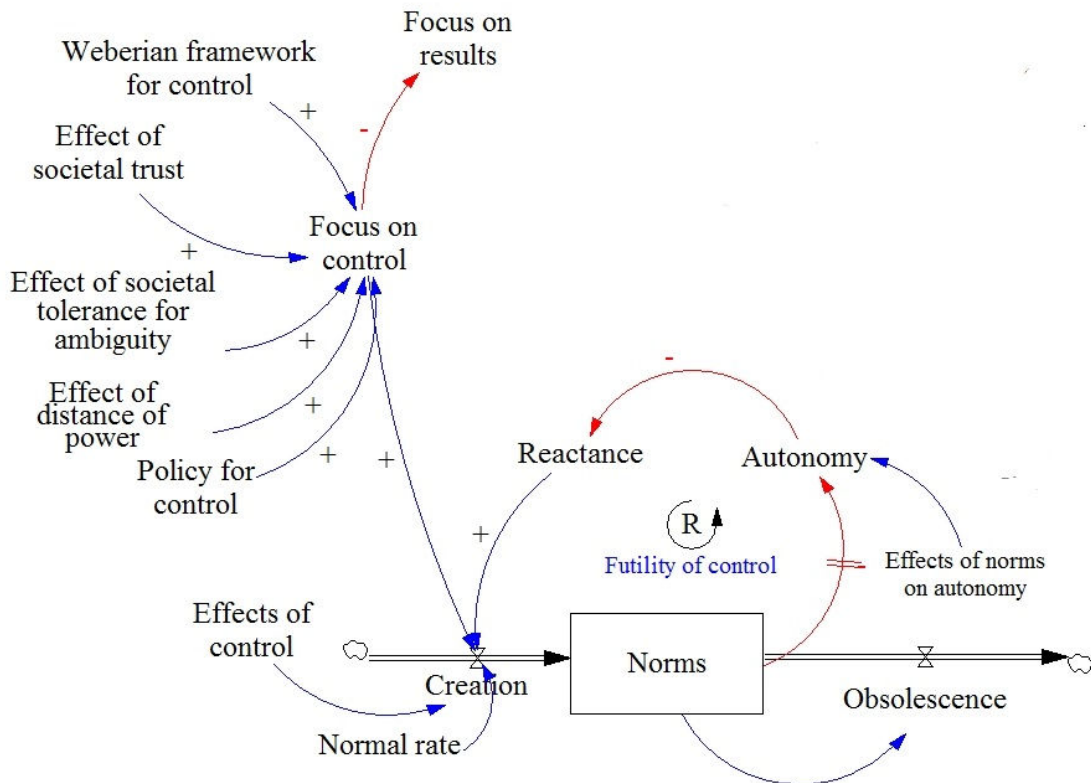 Focus on
results
Weberian framework
for control
+
-
Effect of
societal trust
+
Focus on
control
Effect of societal
tolerance for
ambiguity
+
Effect of
distance of
power
+
Policy for
control
+
+
-
Reactance
Autonomy
+
R
Futility of control
-
Effects of norms
on autonomy
Effects of
control
Creation
Norms
Obsolescence
Normal rate